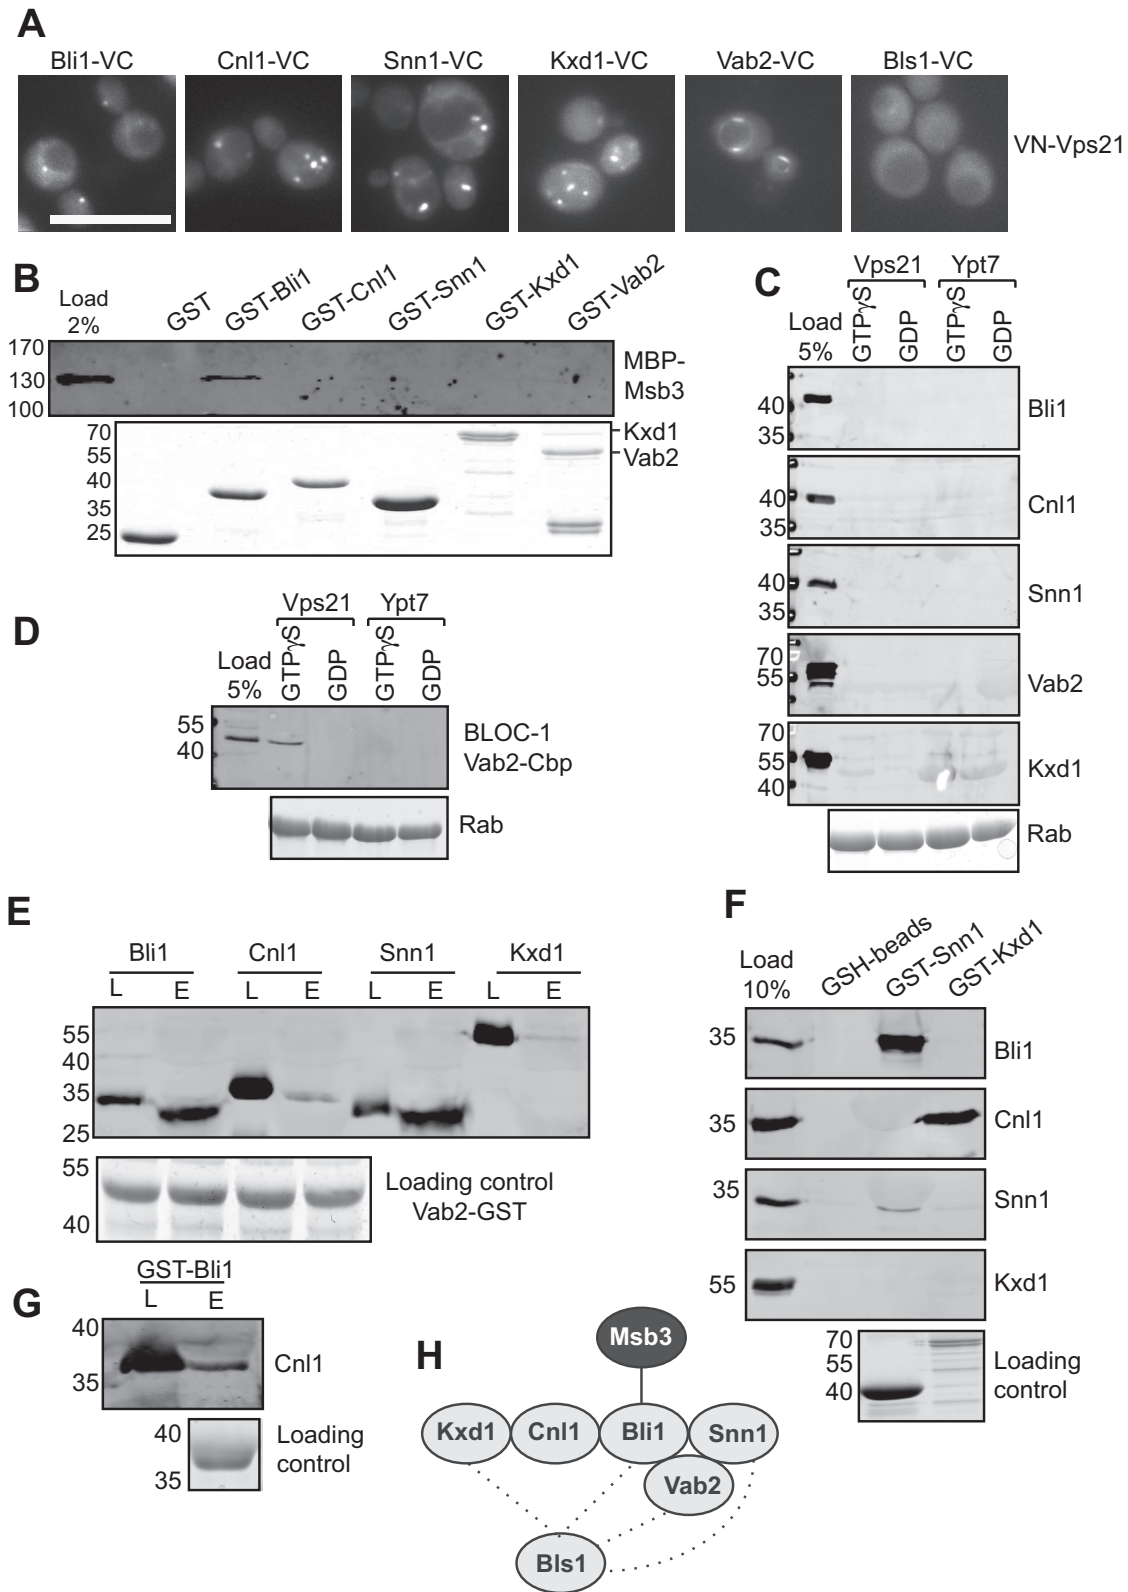 A
Bli1-VC Cnl1-VC Snn1-VC Kxd1-VC Vab2-VC Bls1-VC
VN-Vps21
B
Load 2% GST GST-Bli1 GST-Cnl1 GST-Snn1 GST-Kxd1 GST-Vab2
170
130
100
MBP-
Msb3
70
55
40
35
25
Kxd1
Vab2
C
Vps21 Ypt7
Load 5% GTPγS GDP GTPγS GDP
40
35
Bli1
40
35
Cnl1
40
35
Snn1
70
55
Vab2
70
55
40
Kxd1
Rab
D
Vps21 Ypt7
Load 5% GTPγS GDP GTPγS GDP
55
40
BLOC-1
Vab2-Cbp
Rab
E
Bli1 Cnl1 Snn1 Kxd1
L E L E L E L E
55
40
35
25
55
40
Loading control
Vab2-GST
F
Load 10% GSH-beads GST-Snn1 GST-Kxd1
35 Bli1
35 Cnl1
35 Snn1
55 Kxd1
70
55
40
Loading
control
G
GST-Bli1
L E
40
35
Cnl1
40
35
Loading
control
H
Msb3
Kxd1 Cnl1 Bli1 Snn1
Vab2
Bls1